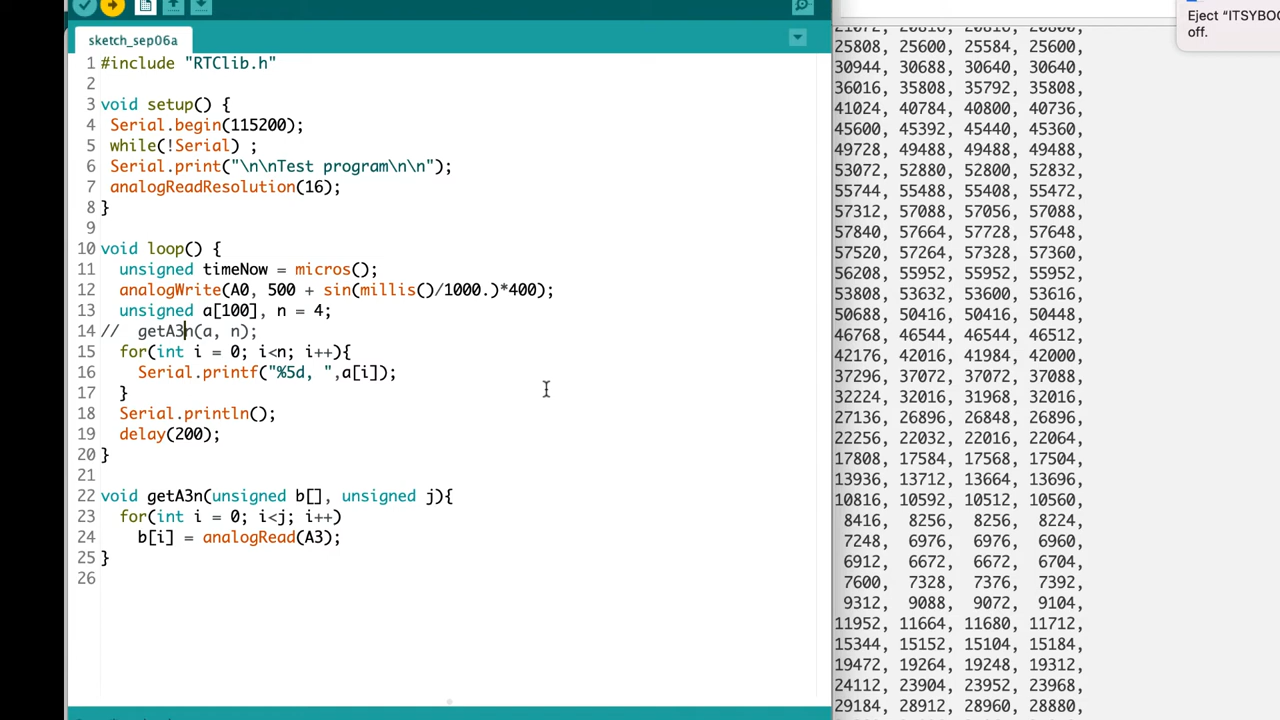 sketch_sep06a
1 #include "RTClib.h"
2
3 void setup() {
4 Serial.begin(115200);
5 while(!Serial) ;
6 Serial.print("\n\nTest program\n\n");
7 analogReadResolution(16);
8 }
9
10 void loop() {
11 unsigned timeNow = micros();
12 analogWrite(A0, 500 + sin(millis()/1000.)*400);
13 unsigned a[100], n = 4;
14 // getA3n(a, n);
15 for(int i = 0; i<n; i++){
16 Serial.printf("%5d, ",a[i]);
17 }
18 Serial.println();
19 delay(200);
20 }
21
22 void getA3n(unsigned b[], unsigned j){
23 for(int i = 0; i<j; i++)
24 b[i] = analogRead(A3);
25 }
26
Eject “ITSYBOO
off.
21072, 20816, 20816, 20800,
25808, 25600, 25584, 25600,
30944, 30688, 30640, 30640,
36016, 35808, 35792, 35808,
41024, 40784, 40800, 40736,
45600, 45392, 45440, 45360,
49728, 49488, 49488, 49488,
53072, 52880, 52800, 52832,
55744, 55488, 55408, 55472,
57312, 57088, 57056, 57088,
57840, 57664, 57728, 57648,
57520, 57264, 57328, 57360,
56208, 55952, 55952, 55952,
53808, 53632, 53600, 53616,
50688, 50416, 50416, 50448,
46768, 46544, 46544, 46512,
42176, 42016, 41984, 42000,
37296, 37072, 37072, 37088,
32224, 32016, 31968, 32016,
27136, 26896, 26848, 26896,
22256, 22032, 22016, 22064,
17808, 17584, 17568, 17504,
13936, 13712, 13664, 13696,
10816, 10592, 10512, 10560,
8416, 8256, 8256, 8224,
7248, 6976, 6976, 6960,
6912, 6672, 6672, 6704,
7600, 7328, 7376, 7392,
9312, 9088, 9072, 9104,
11952, 11664, 11680, 11712,
15344, 15152, 15104, 15184,
19472, 19264, 19248, 19312,
24112, 23904, 23952, 23968,
29184, 28912, 28960, 28880,